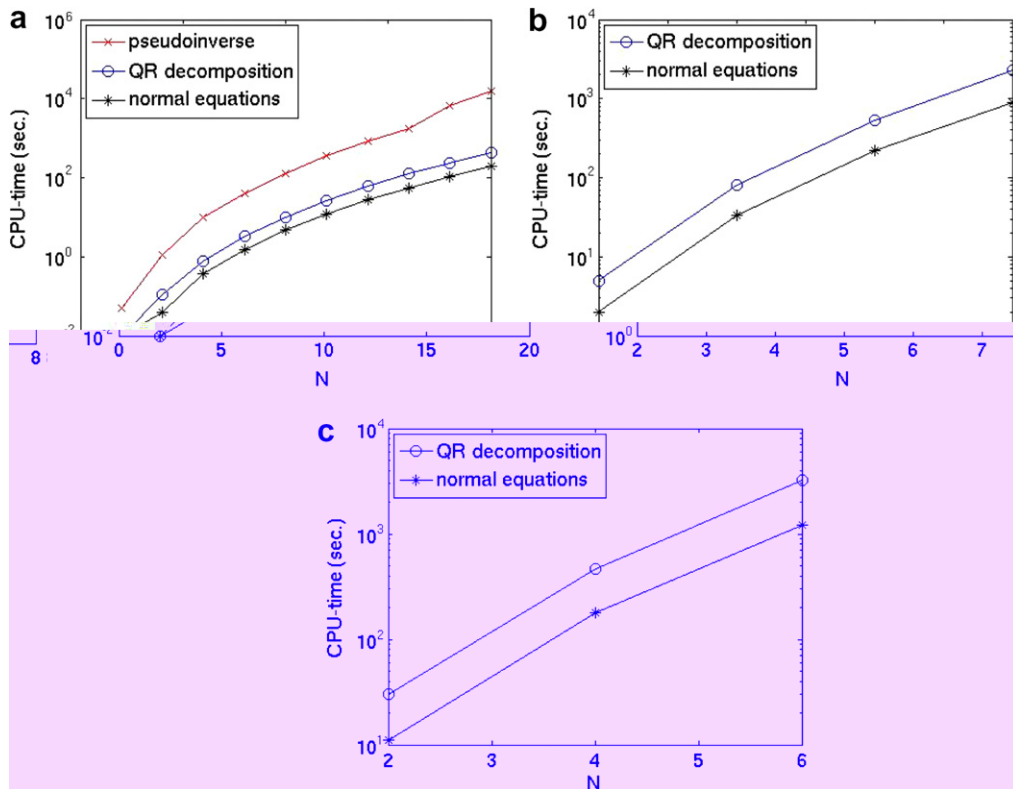 a
10^6
10^4
10^2
10^0
-2
10^-2
CPU-time (sec.)
pseudoinverse
QR decomposition
normal equations
0 5 10 15 20
N
b
10^4
10^3
10^2
10^1
10^0
CPU-time (sec.)
QR decomposition
normal equations
2 3 4 5 6 7
N
8
c
10^4
10^3
10^2
10^1
CPU-time (sec.)
QR decomposition
normal equations
2 3 4 5 6
N